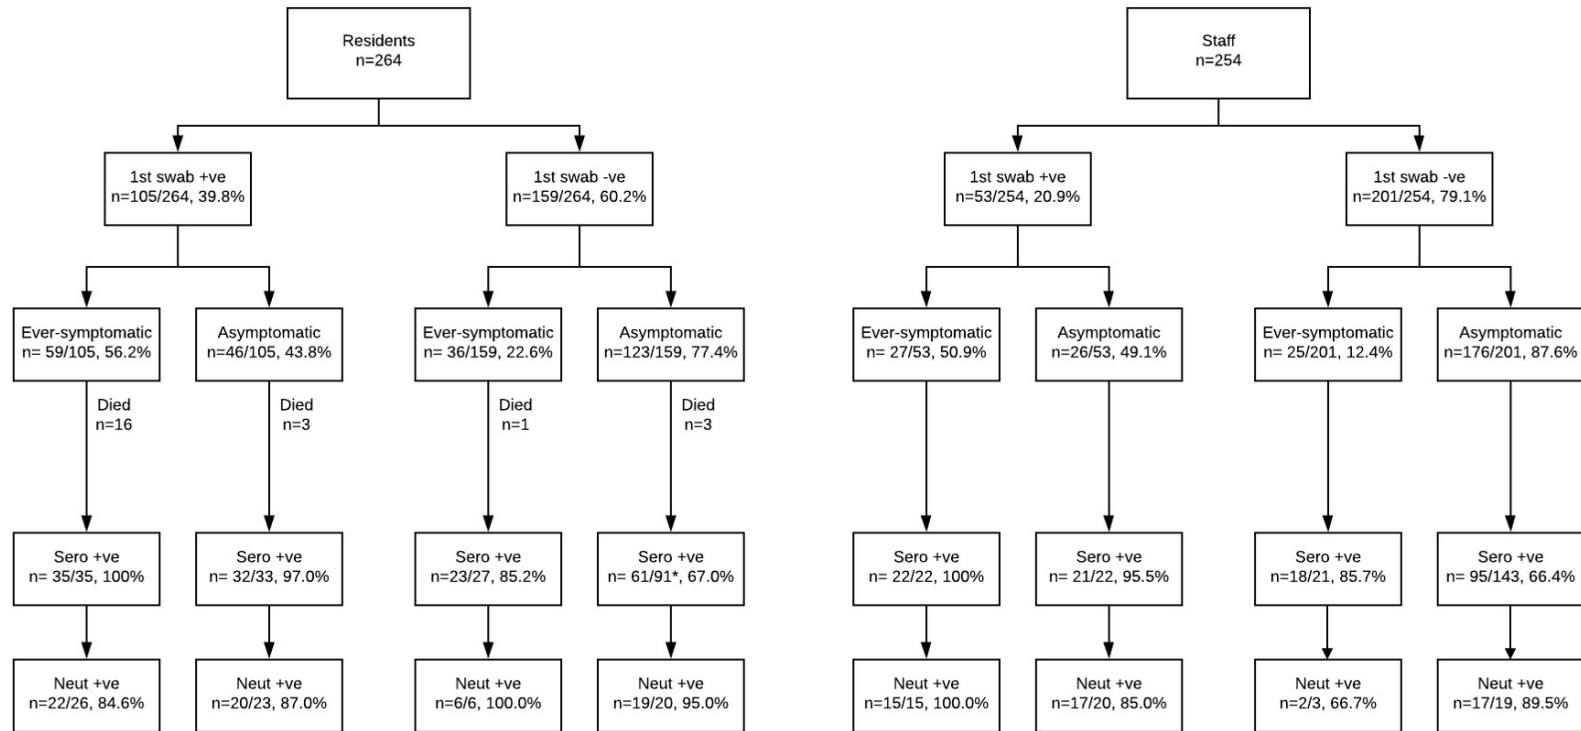 Residents
n=264
Staff
n=254
1st swab +ve
n=105/264, 39.8%
1st swab -ve
n=159/264, 60.2%
1st swab +ve
n=53/254, 20.9%
1st swab -ve
n=201/254, 79.1%
Ever-symptomatic
n= 59/105, 56.2%
Asymptomatic
n=46/105, 43.8%
Ever-symptomatic
n= 36/159, 22.6%
Asymptomatic
n=123/159, 77.4%
Ever-symptomatic
n= 27/53, 50.9%
Asymptomatic
n=26/53, 49.1%
Ever-symptomatic
n= 25/201, 12.4%
Asymptomatic
n=176/201, 87.6%
Died
n=16
Died
n=3
Died
n=1
Died
n=3
Sero +ve
n= 35/35, 100%
Sero +ve
n= 32/33, 97.0%
Sero +ve
n=23/27, 85.2%
Sero +ve
n= 61/91*, 67.0%
Sero +ve
n= 22/22, 100%
Sero +ve
n= 21/22, 95.5%
Sero +ve
n=18/21, 85.7%
Sero +ve
n= 95/143, 66.4%
Neut +ve
n=22/26, 84.6%
Neut +ve
n=20/23, 87.0%
Neut +ve
n=6/6, 100.0%
Neut +ve
n=19/20, 95.0%
Neut +ve
n=15/15, 100.0%
Neut +ve
n=17/20, 85.0%
Neut +ve
n=2/3, 66.7%
Neut +ve
n=17/19, 89.5%